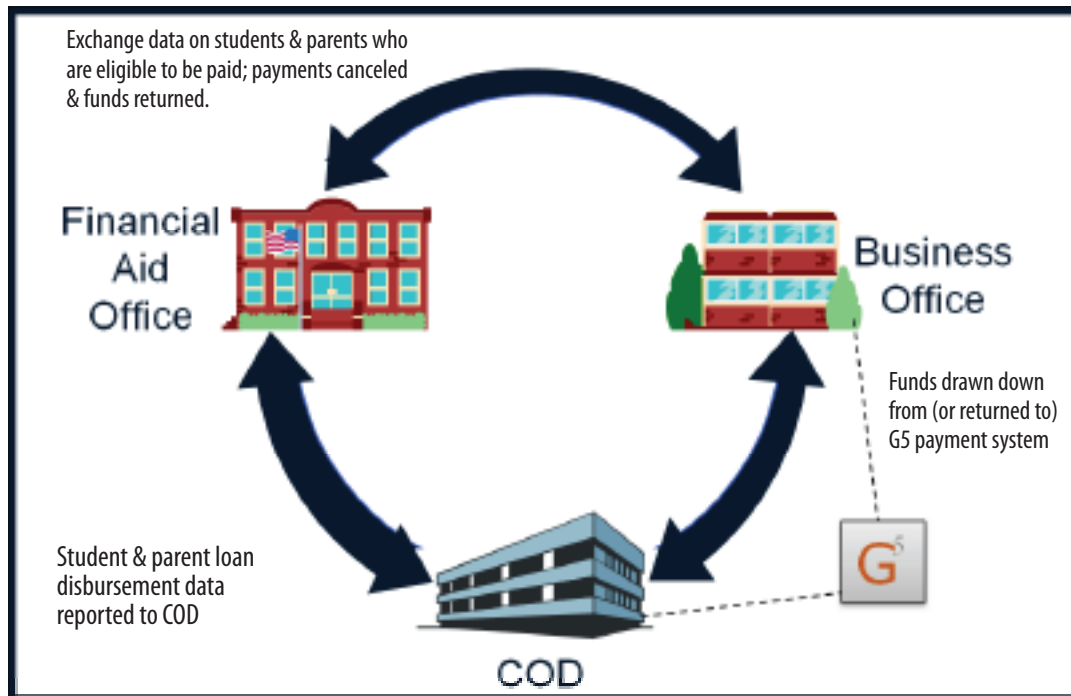 Exchange data on students & parents who
are eligible to be paid; payments canceled
& funds returned.
Financial
Aid
Office
Business
Office
Funds drawn down
from (or returned to)
G5 payment system
Student & parent loan
disbursement data
reported to COD
G5
COD